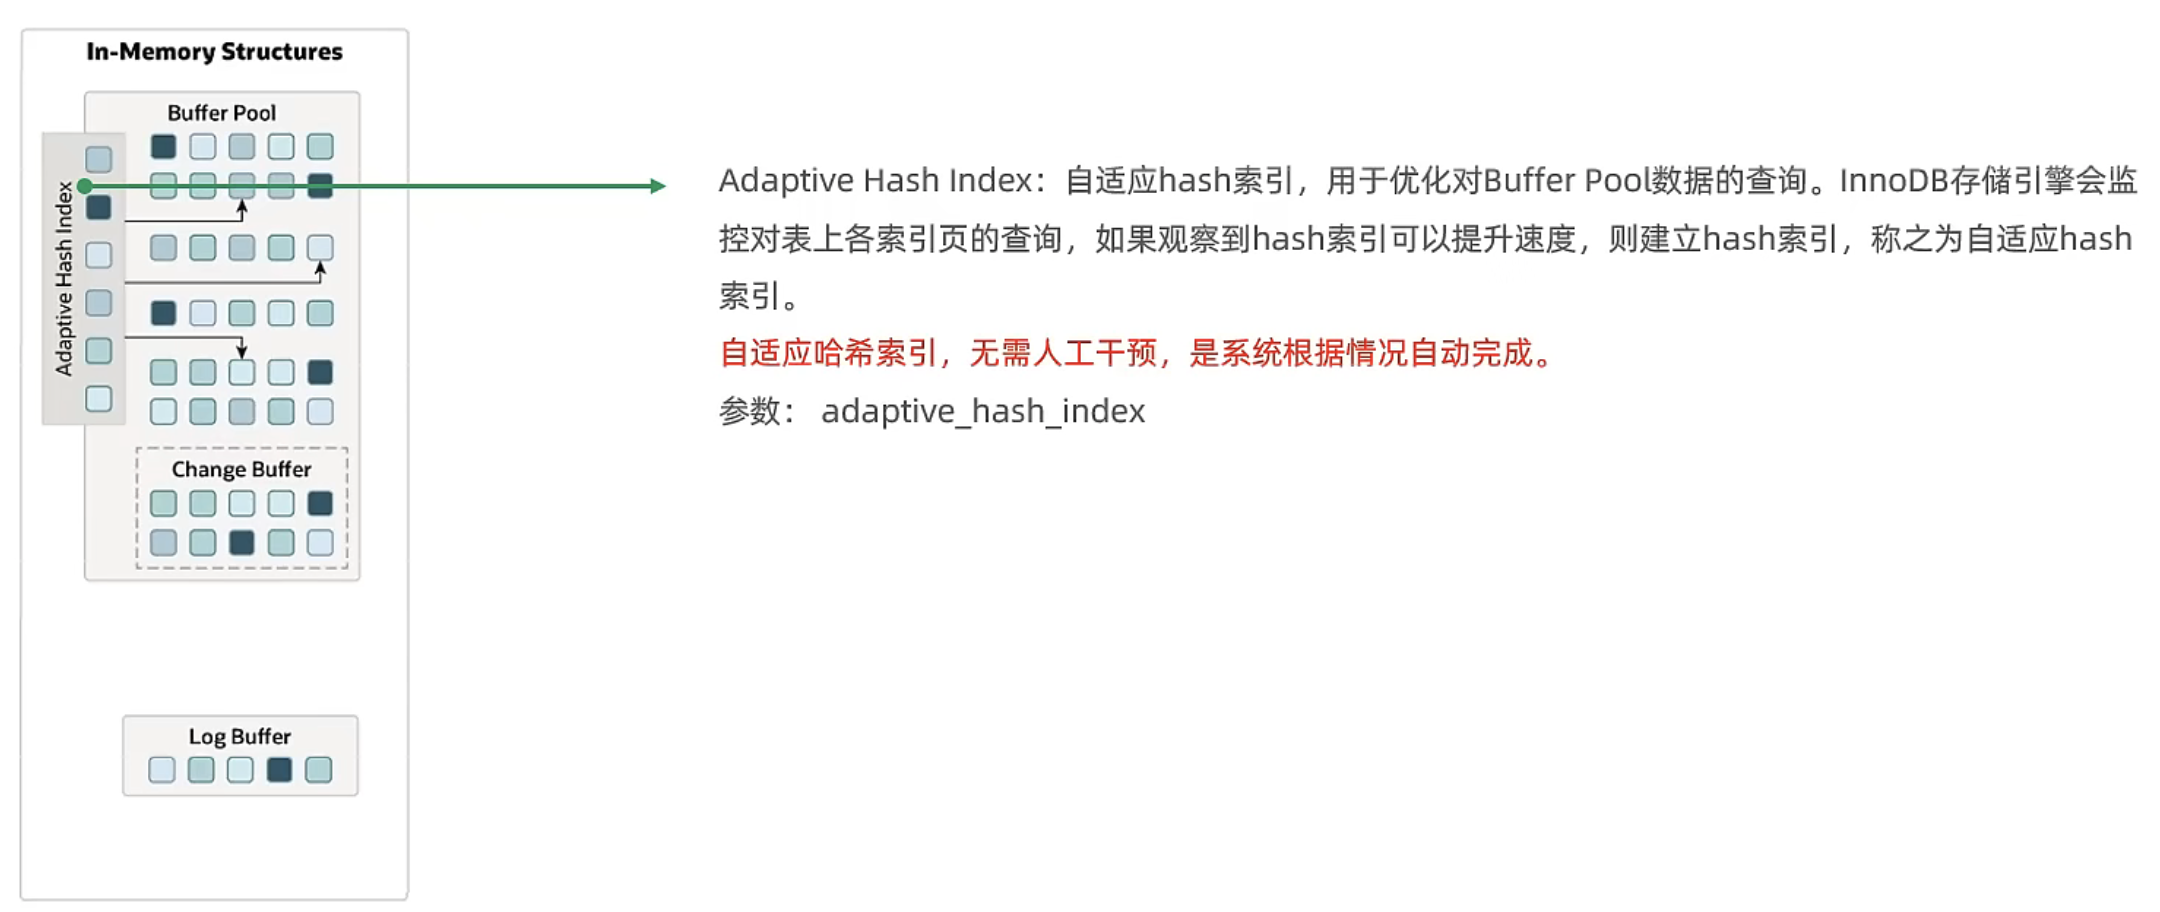 In-Memory Structures
Buffer Pool
Adaptive Hash Index
Change Buffer
Log Buffer
Adaptive Hash Index：自适应hash索引，用于优化对Buffer Pool数据的查询。InnoDB存储引擎会监
控对表上各索引页的查询，如果观察到hash索引可以提升速度，则建立hash索引，称之为自适应hash
索引。
自适应哈希索引，无需人工干预，是系统根据情况自动完成。
参数： adaptive_hash_index